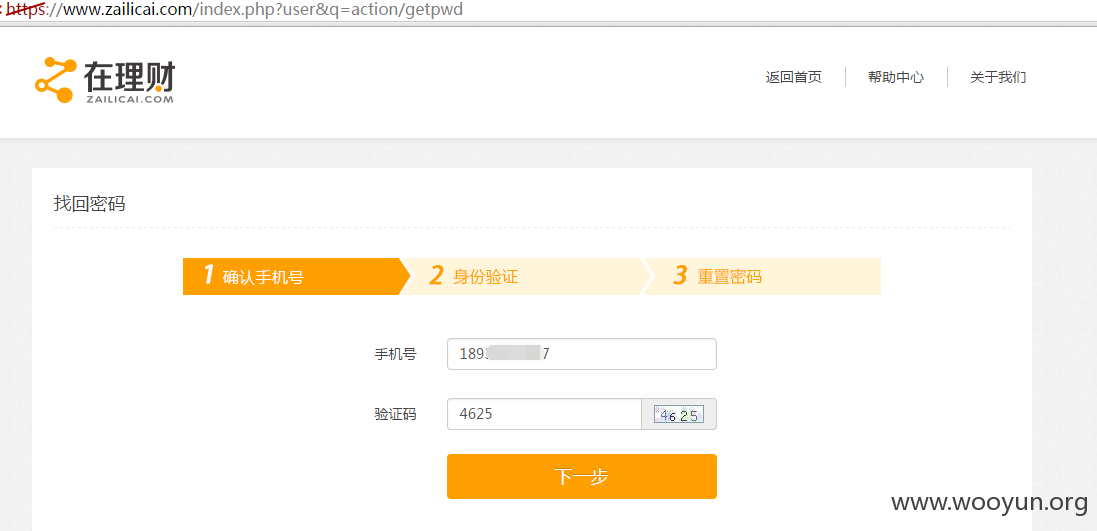 https://www.zailicai.com/index.php?user&q=action/getpwd
在理财
ZAILICAI.COM
返回首页 帮助中心 关于我们
找回密码
1 确认手机号 2 身份验证 3 重置密码
手机号 189 7
验证码 4625 4625
下一步
www.wooyun.org